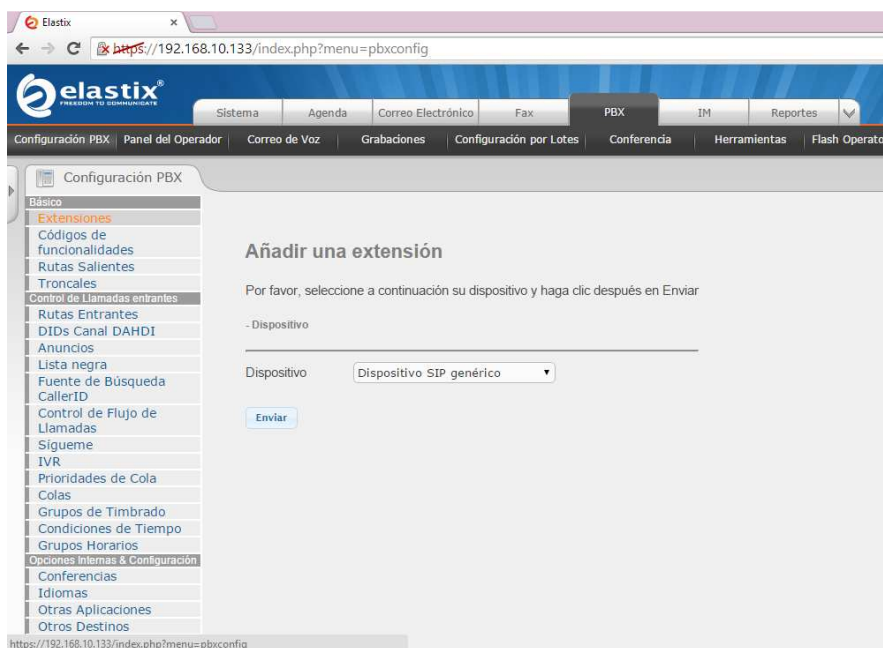 Elastix
https://192.168.10.133/index.php?menu=pbxconfig
elastix®
FREEDOM TO COMMUNICATE
Sistema Agenda Correo Electrónico Fax PBX IM Reportes
Configuración PBX Panel del Operador Correo de Voz Grabaciones Configuración por Lotes Conferencia Herramientas Flash Operato
Configuración PBX
Básico
Extensiones
Códigos de
funcionalidades
Rutas Salientes
Troncales
Control de Llamadas entrantes
Rutas Entrantes
DIDs Canal DAHDI
Anuncios
Lista negra
Fuente de Búsqueda
CallerID
Control de Flujo de
Llamadas
Sígueme
IVR
Prioridades de Cola
Colas
Grupos de Timbrado
Condiciones de Tiempo
Grupos Horarios
Opciones Internas & Configuración
Conferencias
Idiomas
Otras Aplicaciones
Otros Destinos
Añadir una extensión
Por favor, seleccione a continuación su dispositivo y haga clic después en Enviar
- Dispositivo
Dispositivo Dispositivo SIP genérico
Enviar
https://192.168.10.133/index.php?menu=pbxconfig